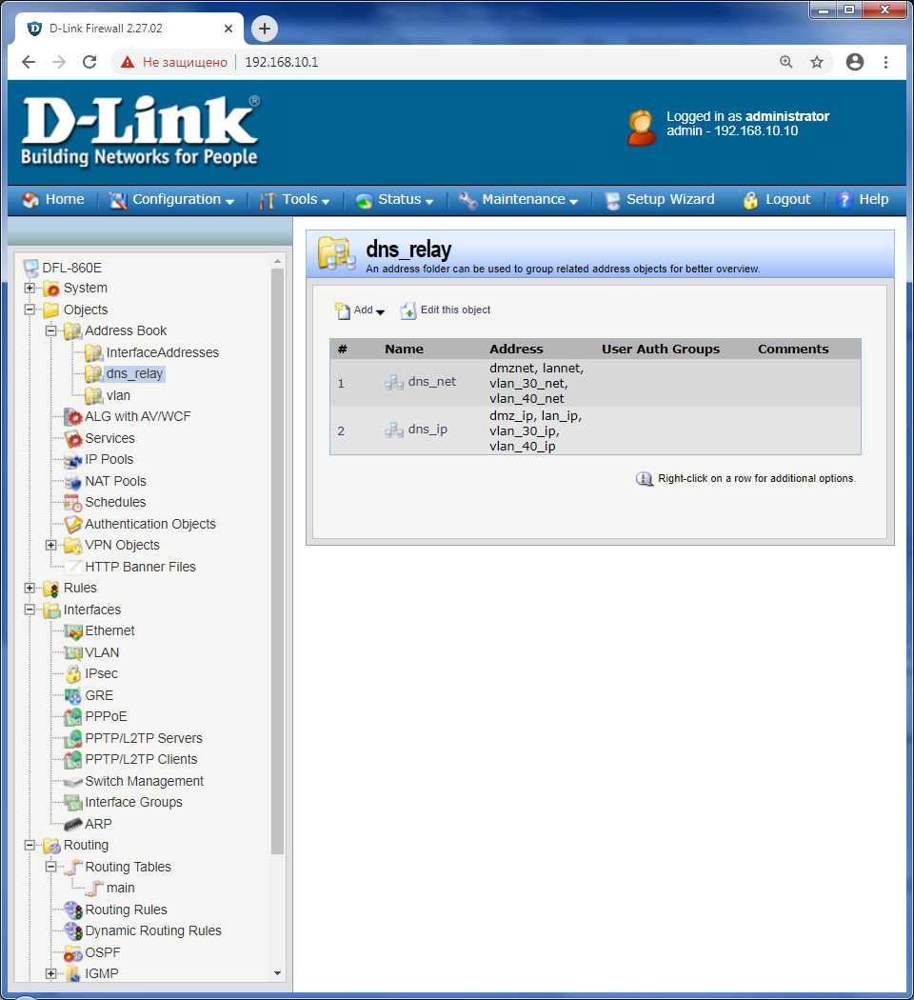 D-Link Firewall 2.27.02
Не защищено 192.168.10.1
D-Link®
Building Networks for People
Logged in as administrator
admin - 192.168.10.10
Home Configuration Tools Status Maintenance Setup Wizard Logout Help
DFL-860E
System
Objects
Address Book
InterfaceAddresses
dns_relay
vlan
ALG with AV/WCF
Services
IP Pools
NAT Pools
Schedules
Authentication Objects
VPN Objects
HTTP Banner Files
Rules
Interfaces
Ethernet
VLAN
IPsec
GRE
PPPoE
PPTP/L2TP Servers
PPTP/L2TP Clients
Switch Management
Interface Groups
ARP
Routing
Routing Tables
main
Routing Rules
Dynamic Routing Rules
OSPF
IGMP
dns_relay
An address folder can be used to group related address objects for better overview.
Add Edit this object
# Name Address User Auth Groups Comments
1 dns_net dmznet, lannet,
vlan_30_net,
vlan_40_net
2 dns_ip dmz_ip, lan_ip,
vlan_30_ip,
vlan_40_ip
Right-click on a row for additional options.